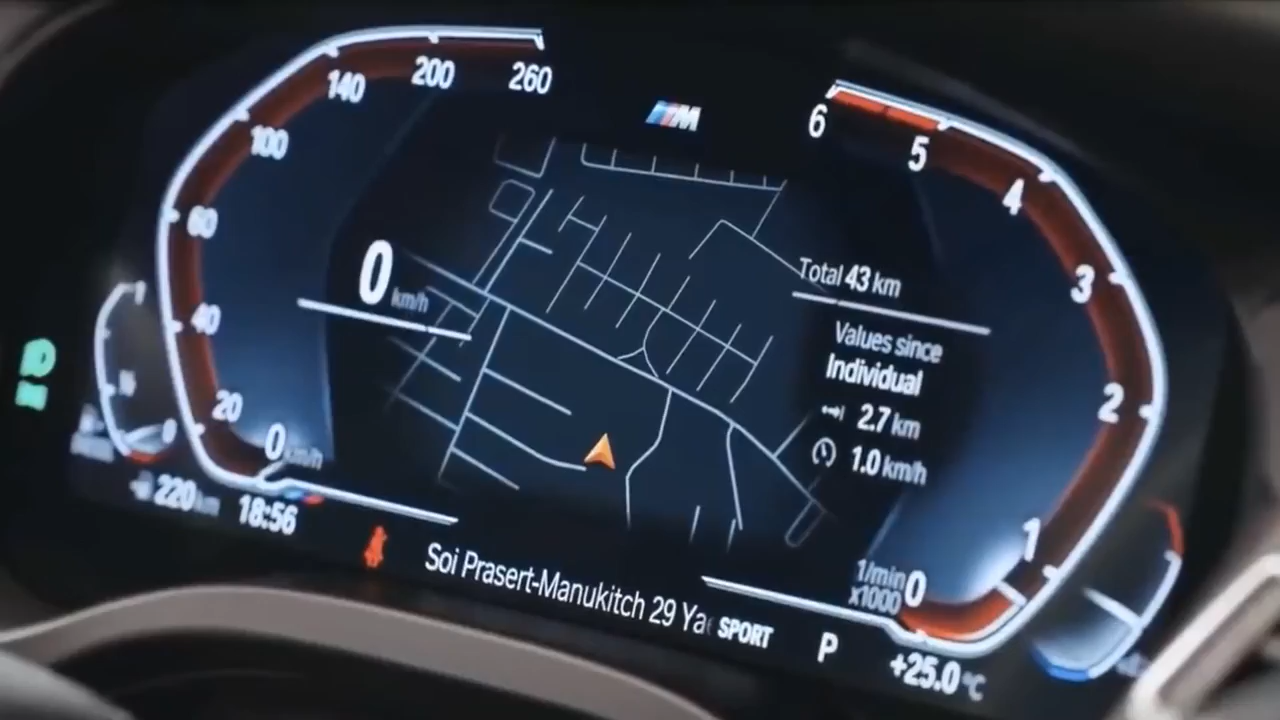 260
200
140
100
60
40
20
0 km/h
M
0 km/h
6
5
4
3
2
1
0
1/min
x1000
Total 43 km
Values since
Individual
2.7 km
1.0 km/h
220 km
18:56
Soi Prasert-Manukitch 29
SPORT
P
+25.0 °C